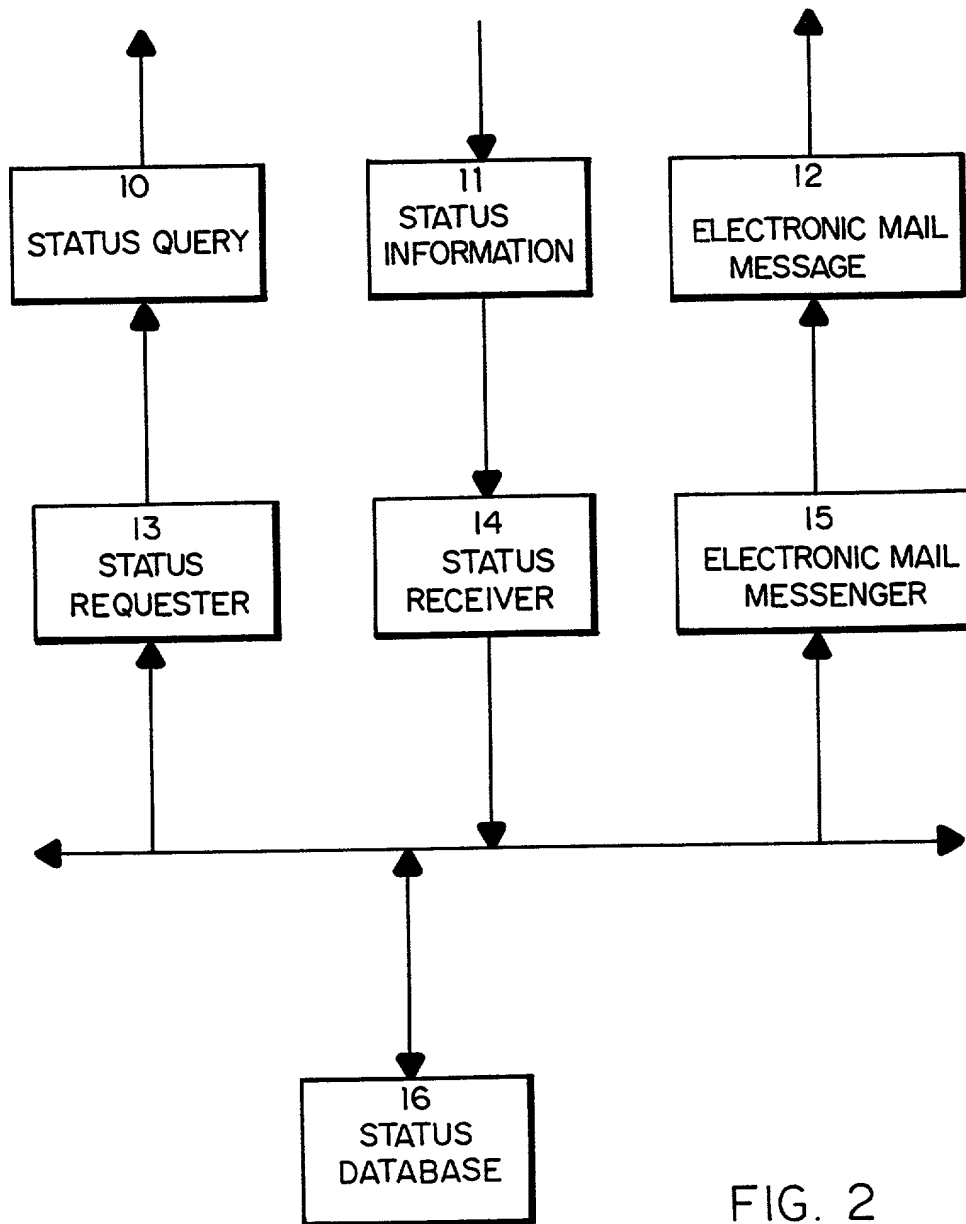 10
STATUS QUERY
11
STATUS
INFORMATION
12
ELECTRONIC MAIL
MESSAGE
13
STATUS
REQUESTER
14
STATUS
RECEIVER
15
ELECTRONIC MAIL
MESSENGER
16
STATUS
DATABASE
FIG. 2